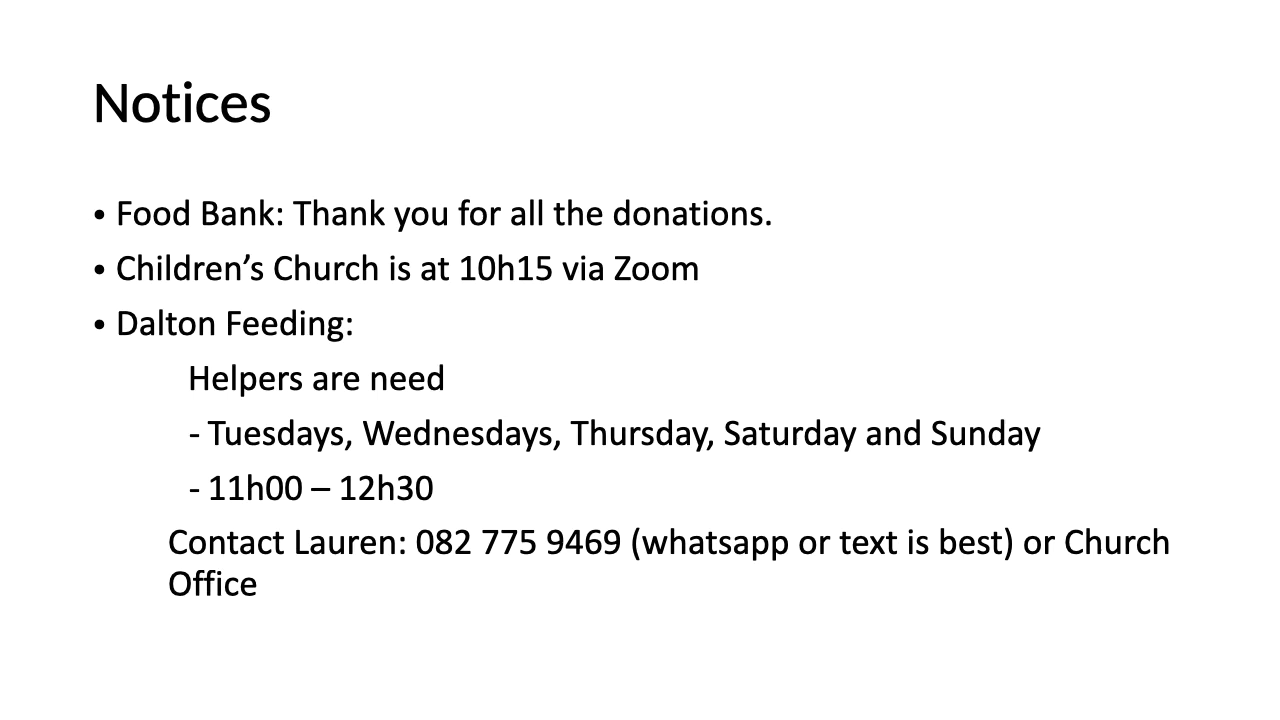 Notices
• Food Bank: Thank you for all the donations.
• Children’s Church is at 10h15 via Zoom
• Dalton Feeding:
Helpers are need
- Tuesdays, Wednesdays, Thursday, Saturday and Sunday
- 11h00 – 12h30
Contact Lauren: 082 775 9469 (whatsapp or text is best) or Church
Office